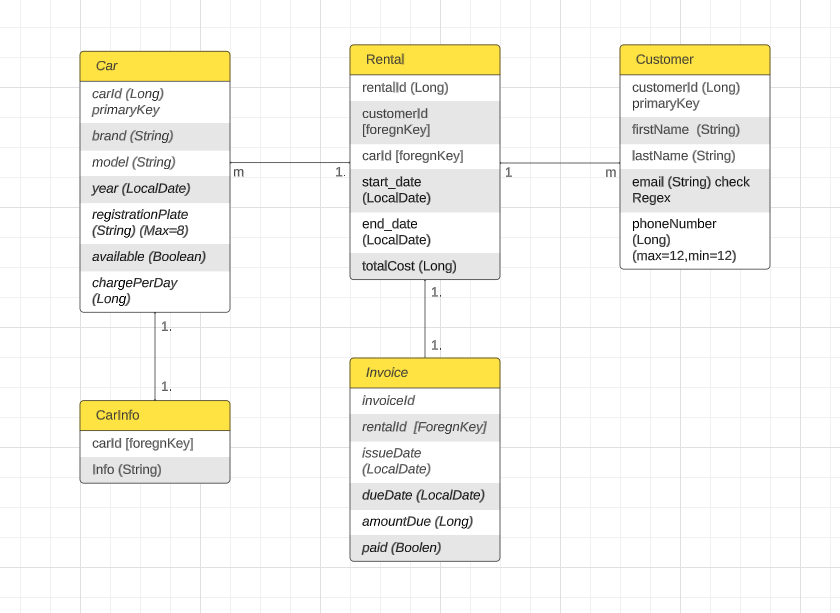 Car
carId (Long)
primaryKey
brand (String)
model (String)
year (LocalDate)
registrationPlate
(String) (Max=8)
available (Boolean)
chargePerDay
(Long)
m
1.
1.
1.
CarInfo
carId [foregnKey]
Info (String)
Rental
rentalId (Long)
customerId
[foregnKey]
carId [foregnKey]
start_date
(LocalDate)
end_date
(LocalDate)
totalCost (Long)
1
m
1.
1.
Invoice
invoiceId
rentalId [ForegnKey]
issueDate
(LocalDate)
dueDate (LocalDate)
amountDue (Long)
paid (Boolen)
Customer
customerId (Long)
primaryKey
firstName (String)
lastName (String)
email (String) check
Regex
phoneNumber
(Long)
(max=12,min=12)